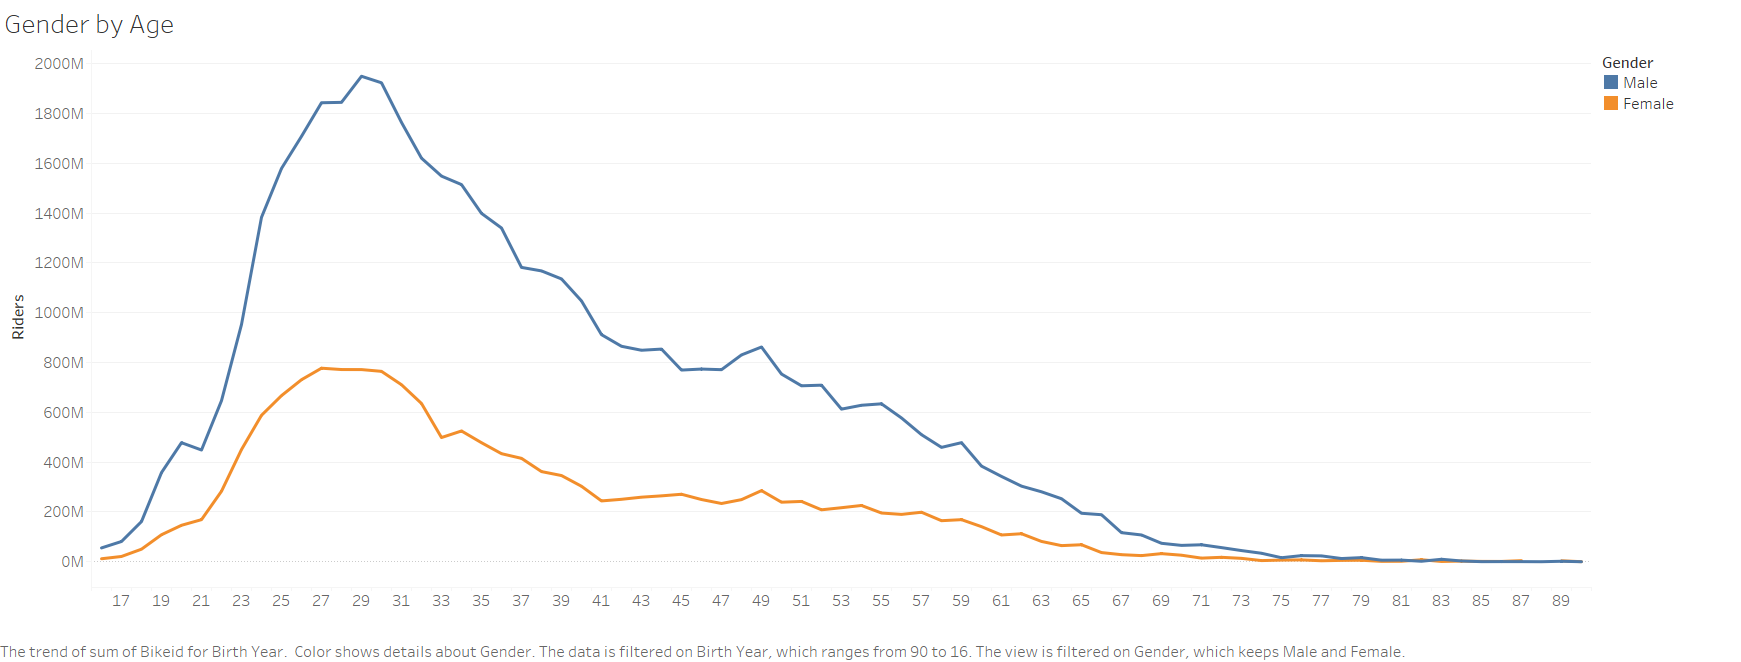 Gender by Age
2000M
1800M
1600M
1400M
1200M
1000M
800M
600M
400M
200M
0M
Riders
17 19 21 23 25 27 29 31 33 35 37 39 41 43 45 47 49 51 53 55 57 59 61 63 65 67 69 71 73 75 77 79 81 83 85 87 89
Gender
Male
Female
The trend of sum of Bikeid for Birth Year.  Color shows details about Gender. The data is filtered on Birth Year, which ranges from 90 to 16. The view is filtered on Gender, which keeps Male and Female.